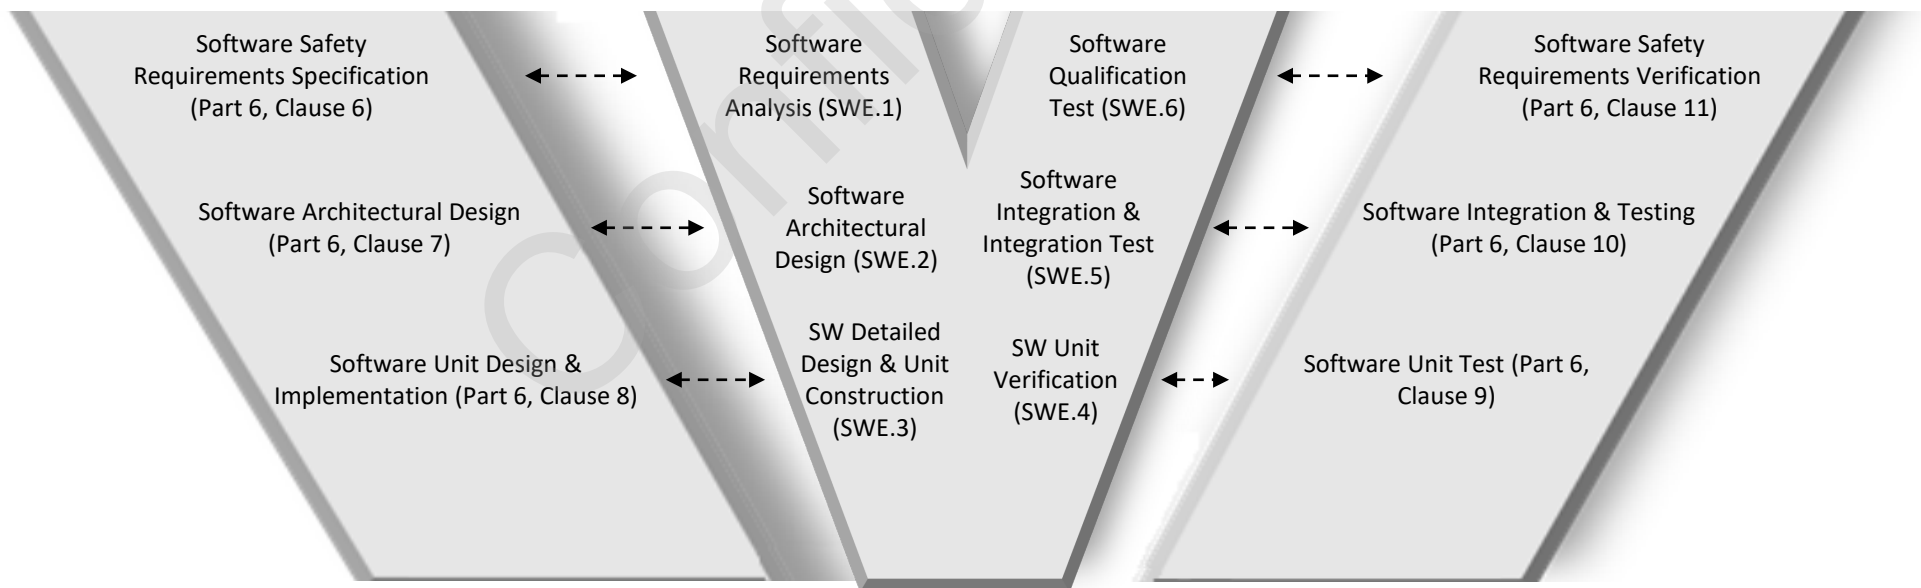 Software Safety
Requirements Specification
(Part 6, Clause 6)
Software
Requirements
Analysis (SWE.1)
Software
Qualification
Test (SWE.6)
Software Safety
Requirements Verification
(Part 6, Clause 11)
Software Architectural Design
(Part 6, Clause 7)
Software
Architectural
Design (SWE.2)
Software
Integration &
Integration Test
(SWE.5)
Software Integration & Testing
(Part 6, Clause 10)
Software Unit Design &
Implementation (Part 6, Clause 8)
SW Detailed
Design & Unit
Construction
(SWE.3)
SW Unit
Verification
(SWE.4)
Software Unit Test (Part 6,
Clause 9)